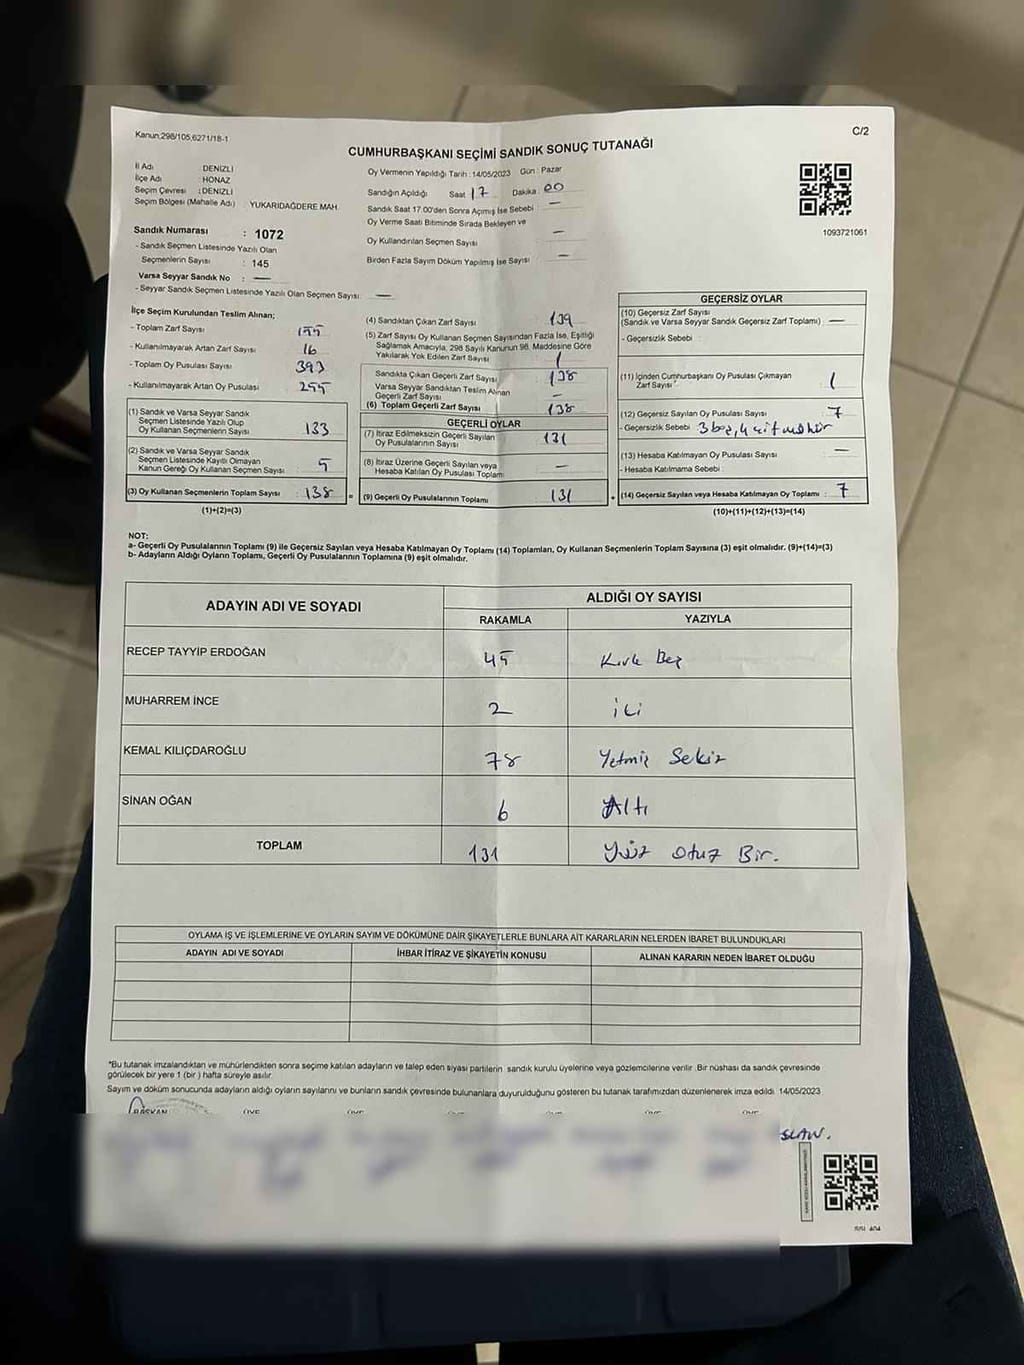 Kanun:298/105,6271/18-1
C/2
CUMHURBAŞKANI SEÇİMİ SANDIK SONUÇ TUTANAĞI
İl Adı DENİZLİ
İlçe Adı : HONAZ
Seçim Çevresi : DENİZLİ
Seçim Bölgesi (Mahalle Adı) : YUKARIDAĞDERE MAH.
Sandık Numarası : 1072
- Sandık Seçmen Listesinde Yazılı Olan
Seçmenlerin Sayısı : 145
Varsa Seyyar Sandık No : —
- Seyyar Sandık Seçmen Listesinde Yazılı Olan Seçmen Sayısı: —
Oy Vermenin Yapıldığı Tarih :14/05/2023 Gün : Pazar
Sandığın Açıldığı Saat 17 Dakika 00
Sandık Saat 17.00'den Sonra Açımış İse Sebebi : —
Oy Verme Saati Bitiminde Sırada Bekleyen ve
Oy Kullandırılan Seçmen Sayısı —
Birden Fazla Sayım Döküm Yapılmış İse Sayısı —
1093721061
İlçe Seçim Kurulundan Teslim Alınan;
- Toplam Zarf Sayısı 155
- Kullanılmayarak Artan Zarf Sayısı 16
- Toplam Oy Pusulası Sayısı 393
- Kullanılmayarak Artan Oy Pusulası 255
(1) Sandık ve Varsa Seyyar Sandık
Seçmen Listesinde Yazılı Olup
Oy Kullanan Seçmenlerin Sayısı 133
(2) Sandık ve Varsa Seyyar Sandık
Seçmen Listesinde Kayıtlı Olmayan
Kanun Gereği Oy Kullanan Seçmen Sayısı 5
(3) Oy Kullanan Seçmenlerin Toplam Sayısı : 138 =
(1)+(2)=(3)
(4) Sandıktan Çıkan Zarf Sayısı 139
(5) Zarf Sayısı Oy Kullanan Seçmen Sayısından Fazla İse, Eşitliği
Sağlamak Amacıyla, 298 Sayılı Kanunun 98. Maddesine Göre
Yakılarak Yok Edilen Zarf Sayısı 1
Sandıkta Çıkan Geçerli Zarf Sayısı 138
Varsa Seyyar Sandıktan Teslim Alınan
Geçerli Zarf Sayısı —
(6) Toplam Geçerli Zarf Sayısı 138
GEÇERLİ OYLAR
(7) İtiraz Edilmeksizin Geçerli Sayılan
Oy Pusulalarının Sayısı 131
(8) İtiraz Üzerine Geçerli Sayılan veya
Hesaba Katılan Oy Pusulası Toplamı —
(9) Geçerli Oy Pusulalarının Toplamı 131
GEÇERSİZ OYLAR
(10) Geçersiz Zarf Sayısı
(Sandık ve Varsa Seyyar Sandık Geçersiz Zarf Toplamı) —
- Geçersizlik Sebebi :
(11) İçinden Cumhurbaşkanı Oy Pusulası Çıkmayan
Zarf Sayısı 1
(12) Geçersiz Sayılan Oy Pusulası Sayısı : 7
- Geçersizlik Sebebi 3 boş, 4 çift mühür
(13) Hesaba Katılmayan Oy Pusulası Sayısı —
- Hesaba Katılmama Sebebi :
(14) Geçersiz Sayılan veya Hesaba Katılmayan Oy Toplamı : 7
(10)+(11)+(12)+(13)=(14)
NOT:
a- Geçerli Oy Pusulalarının Toplamı (9) ile Geçersiz Sayılan veya Hesaba Katılmayan Oy Toplamı (14) Toplamları, Oy Kullanan Seçmenlerin Toplam Sayısına (3) eşit olmalıdır. (9)+(14)=(3)
b- Adayların Aldığı Oyların Toplamı, Geçerli Oy Pusulalarının Toplamına (9) eşit olmalıdır.
ADAYIN ADI VE SOYADI ALDIĞI OY SAYISI
RAKAMLA YAZIYLA
RECEP TAYYİP ERDOĞAN 45 Kırk Beş
MUHARREM İNCE 2 iki
KEMAL KILIÇDAROĞLU 78 Yetmiş Sekiz
SİNAN OĞAN 6 Altı
TOPLAM 131 Yüz Otuz Bir.
OYLAMA İŞ VE İŞLEMLERİNE VE OYLARIN SAYIM VE DÖKÜMÜNE DAİR ŞİKAYETLERLE BUNLARA AİT KARARLARIN NELERDEN İBARET BULUNDUKLARI
ADAYIN ADI VE SOYADI İHBAR İTİRAZ VE ŞİKAYETİN KONUSU ALINAN KARARIN NEDEN İBARET OLDUĞU
*Bu tutanak imzalandıktan ve mühürlendikten sonra seçime katılan adayların ve talep eden siyasi partilerin sandık kurulu üyelerine veya gözlemcilerine verilir. Bir nüshası da sandık çevresinde
görülecek bir yere 1 (bir ) hafta süreyle asılır.
Sayım ve döküm sonucunda adayların aldığı oyların sayılarını ve bunların sandık çevresinde bulunanlara duyurulduğunu gösteren bu tutanak tarafımızdan düzenlenerek imza edildi. 14/05/2023
BAŞKAN ÜYE ÜYE ÜYE ÜYE ÜYE